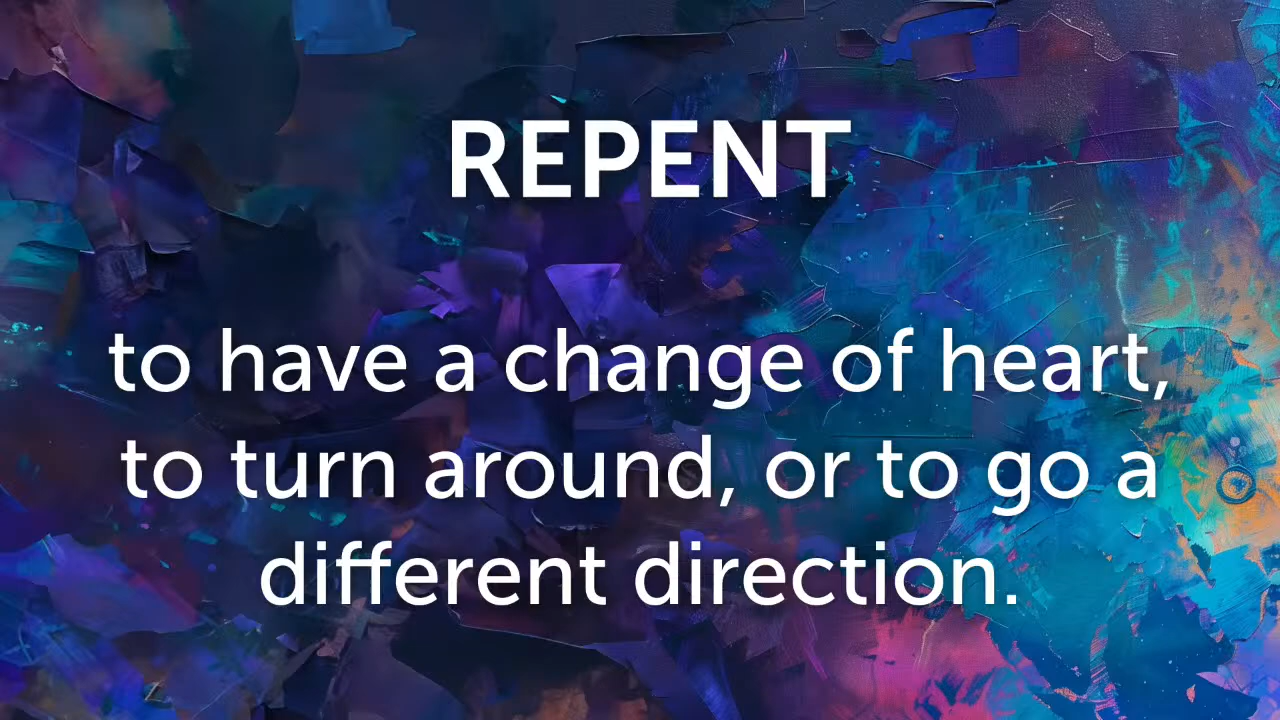 REPENT
to have a change of heart,
to turn around, or to go a
different direction.